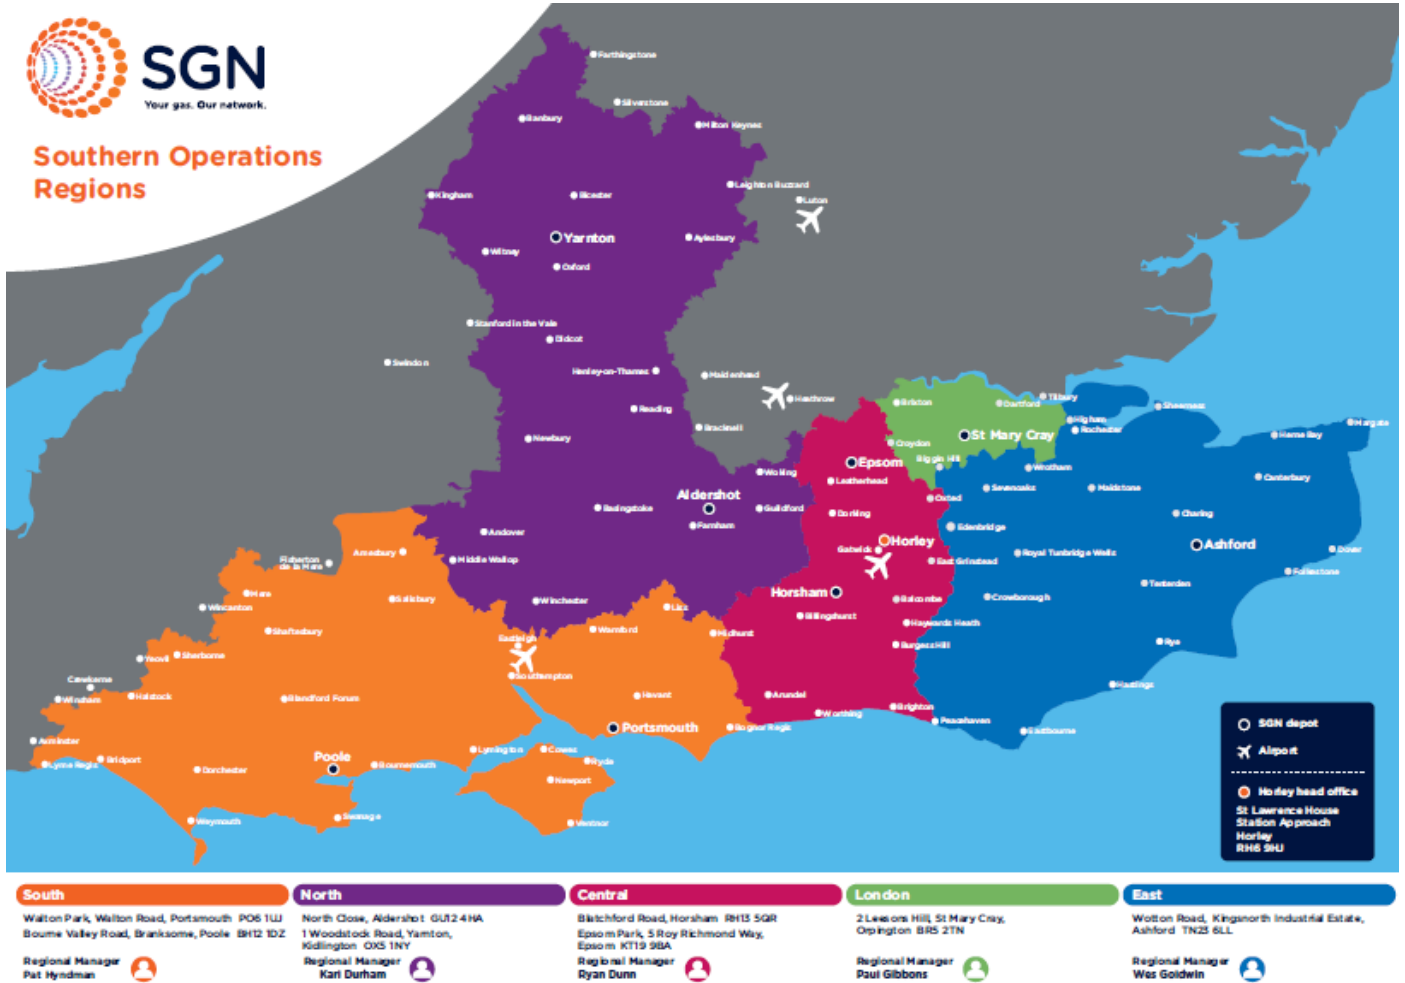 SGN
Your gas. Our network.
Southern Operations
Regions
Farthingstone
Silverstone
Banbury
Milton Keynes
Leighton Buzzard
Kingham
Bicester
Luton
Yarnton
Aylesbury
Witney
Oxford
Stanford in the Vale
Didcot
Swindon
Henley-on-Thames
Maidenhead
Heathrow
Reading
Brixton
Dartford
Tilbury
Sheerness
Higham
Rochester
Margate
Bracknell
Newbury
Croydon
St Mary Cray
Herne Bay
Epsom
Biggin Hill
Wrotham
Woking
Leatherhead
Sevenoaks
Maidstone
Canterbury
Aldershot
Oxted
Basingstoke
Guildford
Dorking
Charing
Farnham
Edenbridge
Andover
Horley
Ashford
Amesbury
Gatwick
Royal Tunbridge Wells
Dover
Fisherton
de la Mere
Middle Wallop
East Grinstead
Folkestone
Tenterden
Mere
Salisbury
Winchester
Horsham
Balcombe
Crowborough
Wincanton
Liss
Billingshurst
Haywards Heath
Shaftesbury
Warnford
Midhurst
Eastleigh
Burgess Hill
Rye
Yeovil
Sherborne
Crewkerne
Southampton
Hastings
Winsham
Halstock
Blandford Forum
Havant
Arundel
Brighton
Worthing
Peacehaven
Portsmouth
Bognor Regis
Eastbourne
Axminster
Lymington
Cowes
Poole
Bridport
Lyme Regis
Dorchester
Bournemouth
Ryde
Newport
Weymouth
Swanage
Ventnor
SGN depot
Airport
Horley head office
St Lawrence House
Station Approach
Horley
RH6 9HJ
South
Walton Park, Walton Road, Portsmouth PO6 1UJ
Bourne Valley Road, Branksome, Poole BH12 1DZ
Regional Manager
Pat Hyndman
North
North Close, Aldershot GU12 4HA
1 Woodstock Road, Yarnton,
Kidlington OX5 1NY
Regional Manager
Karl Durham
Central
Blatchford Road, Horsham RH13 5QR
Epsom Park, 5 Roy Richmond Way,
Epsom KT19 9BA
Regional Manager
Ryan Dunn
London
2 Leesons Hill, St Mary Cray,
Orpington BR5 2TN
Regional Manager
Paul Gibbons
East
Wotton Road, Kingsnorth Industrial Estate,
Ashford TN23 6LL
Regional Manager
Wes Goldwin